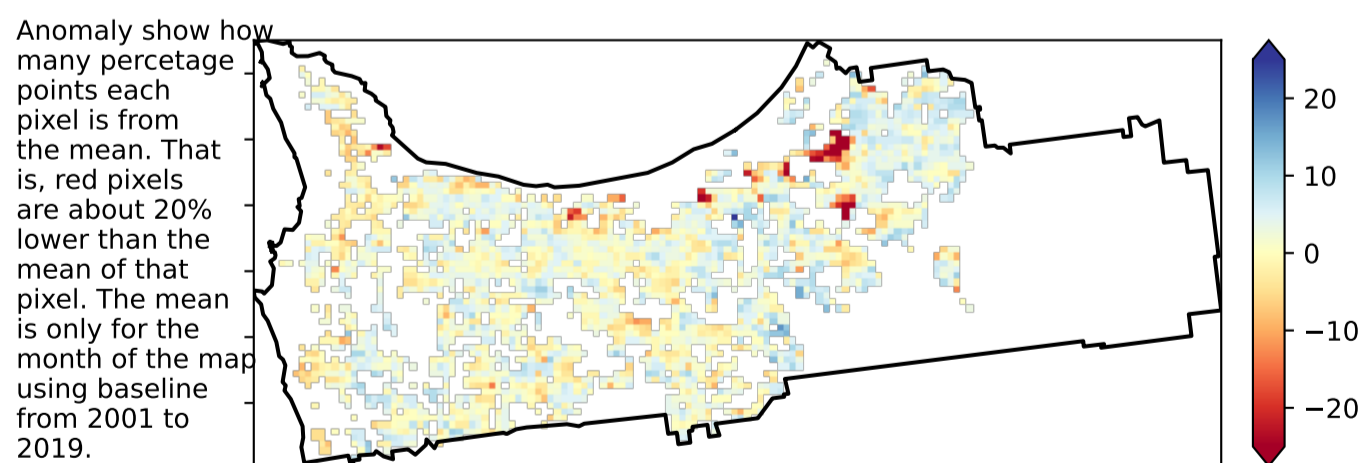 Anomaly show how
many percetage
points each
pixel is from
the mean. That
is, red pixels
are about 20%
lower than the
mean of that
pixel. The mean
is only for the
month of the map
using baseline
from 2001 to
2019.
20
10
0
−10
−20